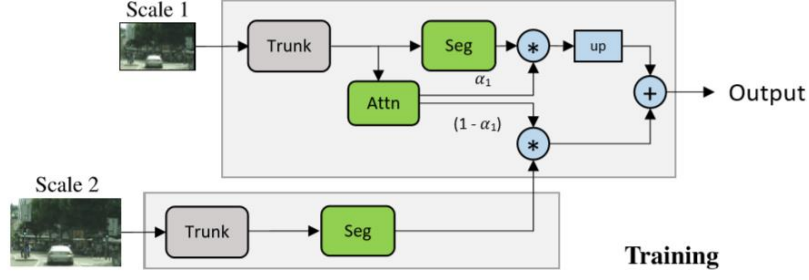 Scale 1
Trunk
Seg
*
up
α₁
Attn
+
Output
(1 - α₁)
*
Scale 2
Trunk
Seg
Training